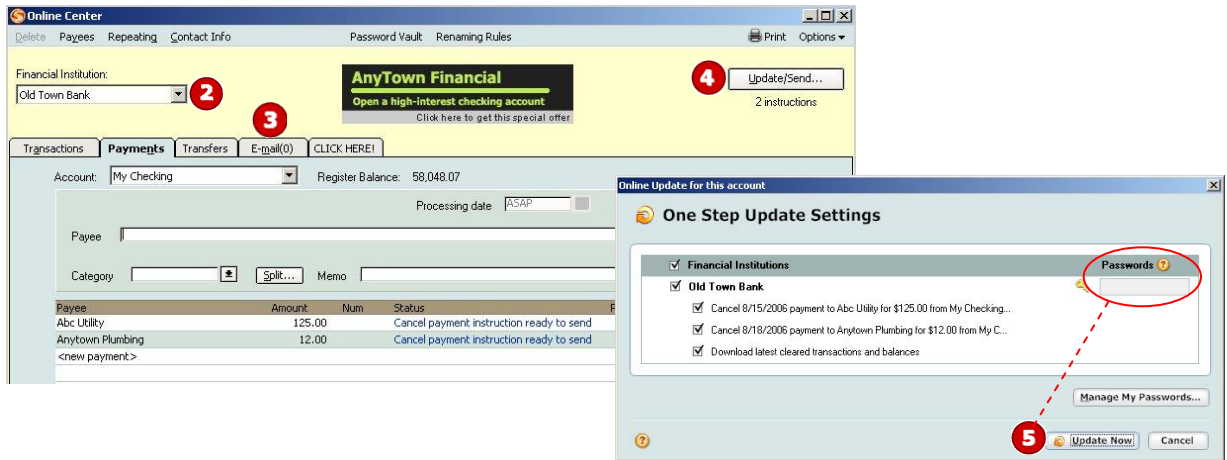 Online Center
Delete Payees Repeating Contact Info Password Vault Renaming Rules Print Options
Financial Institution:
Old Town Bank
2
AnyTown Financial
Open a high-interest checking account
Click here to get this special offer
4
Update/Send...
2 instructions
3
Transactions Payments Transfers E-mail(0) CLICK HERE!
Account: My Checking Register Balance: 58,048.07
Processing date ASAP
Payee
Category Split... Memo
Payee Amount Num Status P
Abc Utility 125.00 Cancel payment instruction ready to send
Anytown Plumbing 12.00 Cancel payment instruction ready to send
<new payment>
Online Update for this account
One Step Update Settings
Financial Institutions Passwords ?
Old Town Bank
Cancel 8/15/2006 payment to Abc Utility for $125.00 from My Checking...
Cancel 8/18/2006 payment to Anytown Plumbing for $12.00 from My C...
Download latest cleared transactions and balances
Manage My Passwords...
?
5
Update Now Cancel